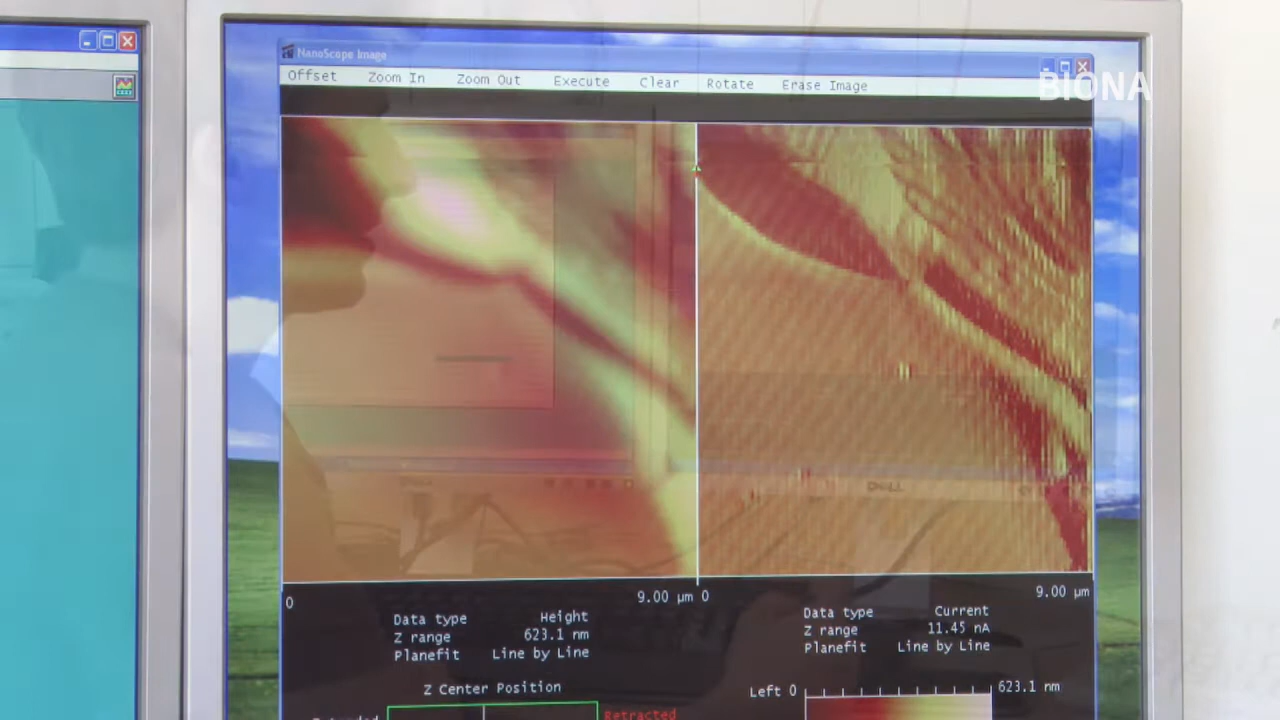 NanoScope Image
BIONA
Offset Zoom In Zoom Out Execute Clear Rotate Erase Image
DELL
0 9.00 µm 0 9.00 µm
Data type Height
Z range 623.1 nm
Planefit Line by Line
Data type Current
Z range 11.45 nA
Planefit Line by Line
Z Center Position
Left 0 623.1 nm
Retracted